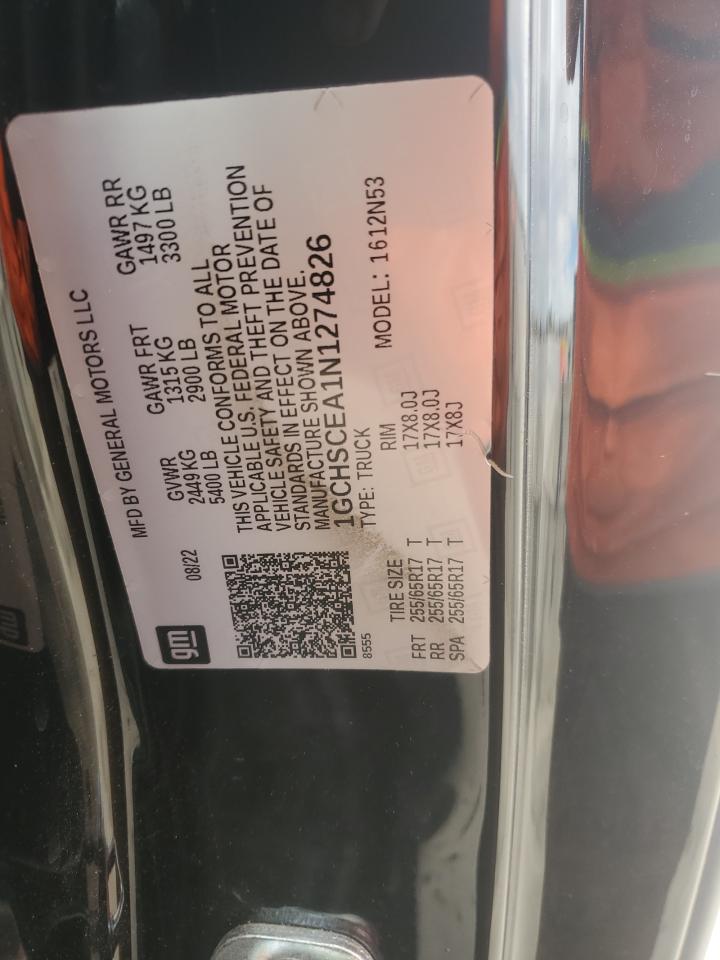 MFD BY GENERAL MOTORS LLC
08/22
GVWR GAWR FRT GAWR RR
2449 KG 1315 KG 1497 KG
5400 LB 2900 LB 3300 LB
THIS VEHICLE CONFORMS TO ALL
APPLICABLE U.S. FEDERAL MOTOR
VEHICLE SAFETY AND THEFT PREVENTION
STANDARDS IN EFFECT ON THE DATE OF
MANUFACTURE SHOWN ABOVE.
1GCHSCEA1N1274826
TYPE: TRUCK MODEL: 1612N53
gm
8555
TIRE SIZE RIM
FRT 255/65R17 T 17X8.0J
RR 255/65R17 T 17X8.0J
SPA 255/65R17 T 17X8J